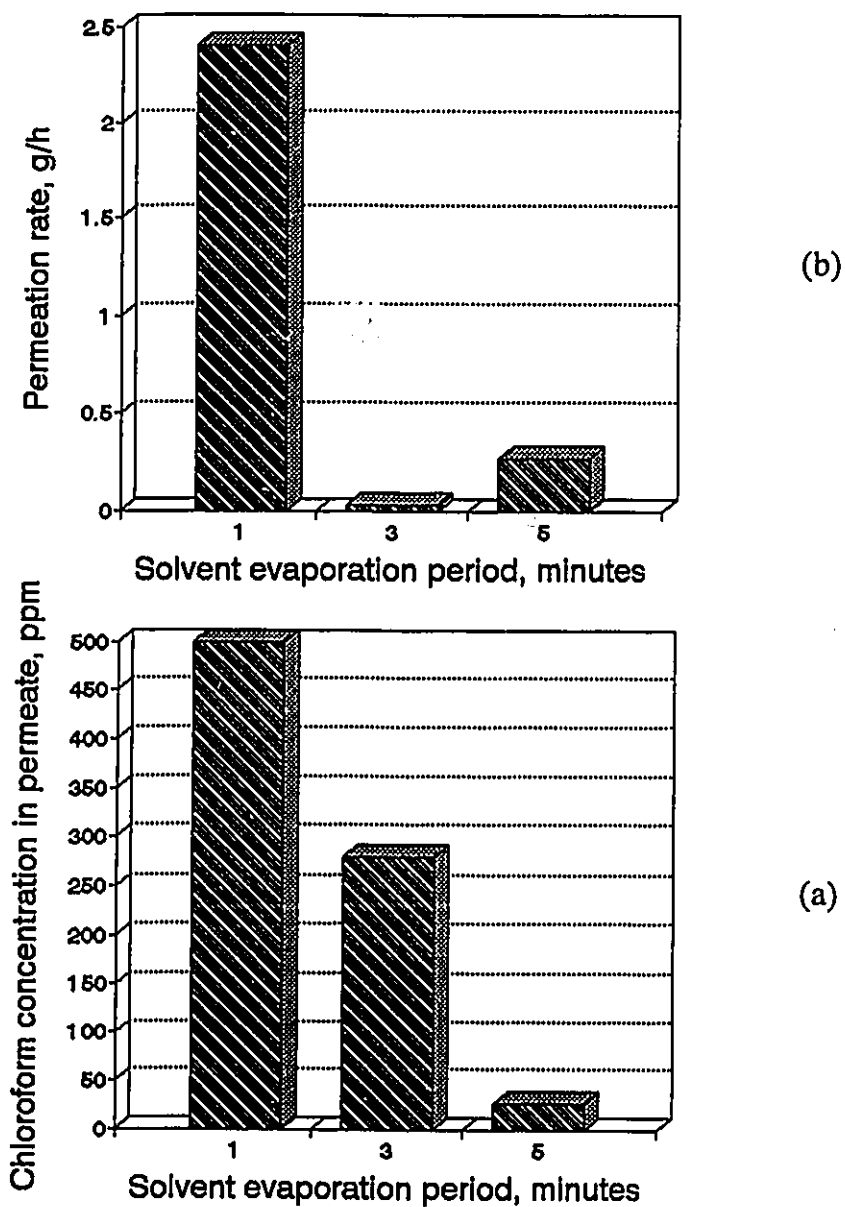 Permeation rate, g/h
2.5
2
1.5
1
0.5
0
1 3 5
Solvent evaporation period, minutes
(b)
Chloroform concentration in permeate, ppm
500
450
400
350
300
250
200
150
100
50
0
1 3 5
Solvent evaporation period, minutes
(a)